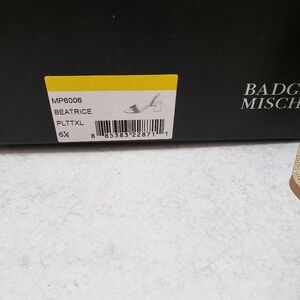 MP6006
BEATRICE
PLTTXL
6½
8 85383 22871 1
BADG
MISCH